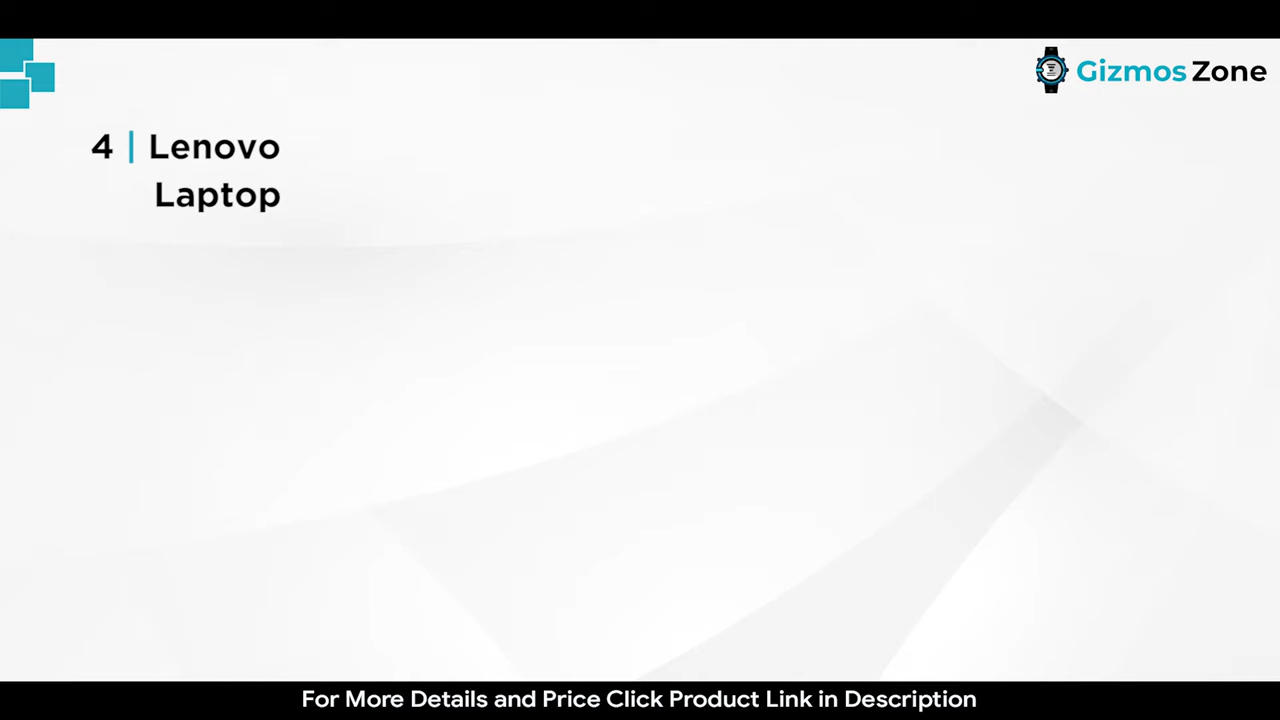 Gizmos Zone
4 | Lenovo
Laptop
For More Details and Price Click Product Link in Description